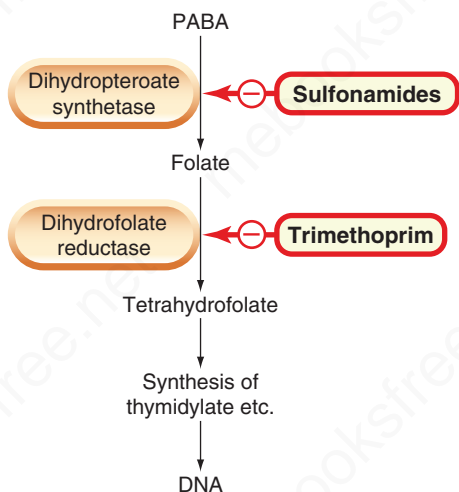 PABA
Dihydropteroate
synthetase
Sulfonamides
Folate
Dihydrofolate
reductase
Trimethoprim
Tetrahydrofolate
Synthesis of
thymidylate etc.
DNA